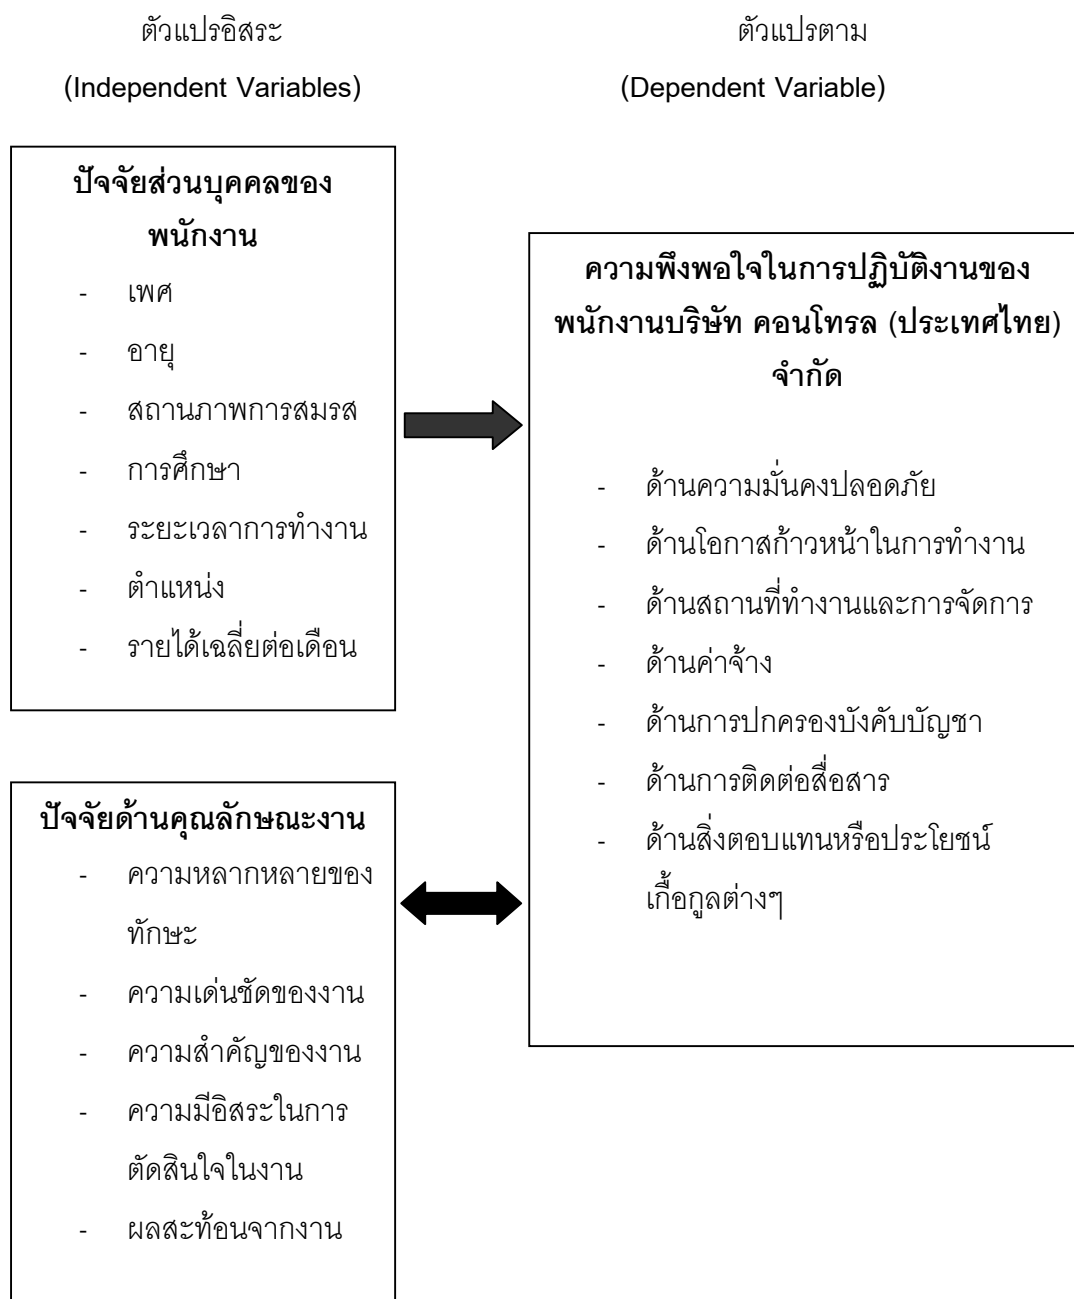 ตัวแปรอิสระ
(Independent Variables)
ตัวแปรตาม
(Dependent Variable)
ปัจจัยส่วนบุคคลของ
พนักงาน
- เพศ
- อายุ
- สถานภาพการสมรส
- การศึกษา
- ระยะเวลาการทำงาน
- ตำแหน่ง
- รายได้เฉลี่ยต่อเดือน
ปัจจัยด้านคุณลักษณะงาน
- ความหลากหลายของ
ทักษะ
- ความเด่นชัดของงาน
- ความสำคัญของงาน
- ความมีอิสระในการ
ตัดสินใจในงาน
- ผลสะท้อนจากงาน
ความพึงพอใจในการปฏิบัติงานของ
พนักงานบริษัท คอนโทรล (ประเทศไทย)
จำกัด
- ด้านความมั่นคงปลอดภัย
- ด้านโอกาสก้าวหน้าในการทำงาน
- ด้านสถานที่ทำงานและการจัดการ
- ด้านค่าจ้าง
- ด้านการปกครองบังคับบัญชา
- ด้านการติดต่อสื่อสาร
- ด้านสิ่งตอบแทนหรือประโยชน์
เกื้อกูลต่างๆ